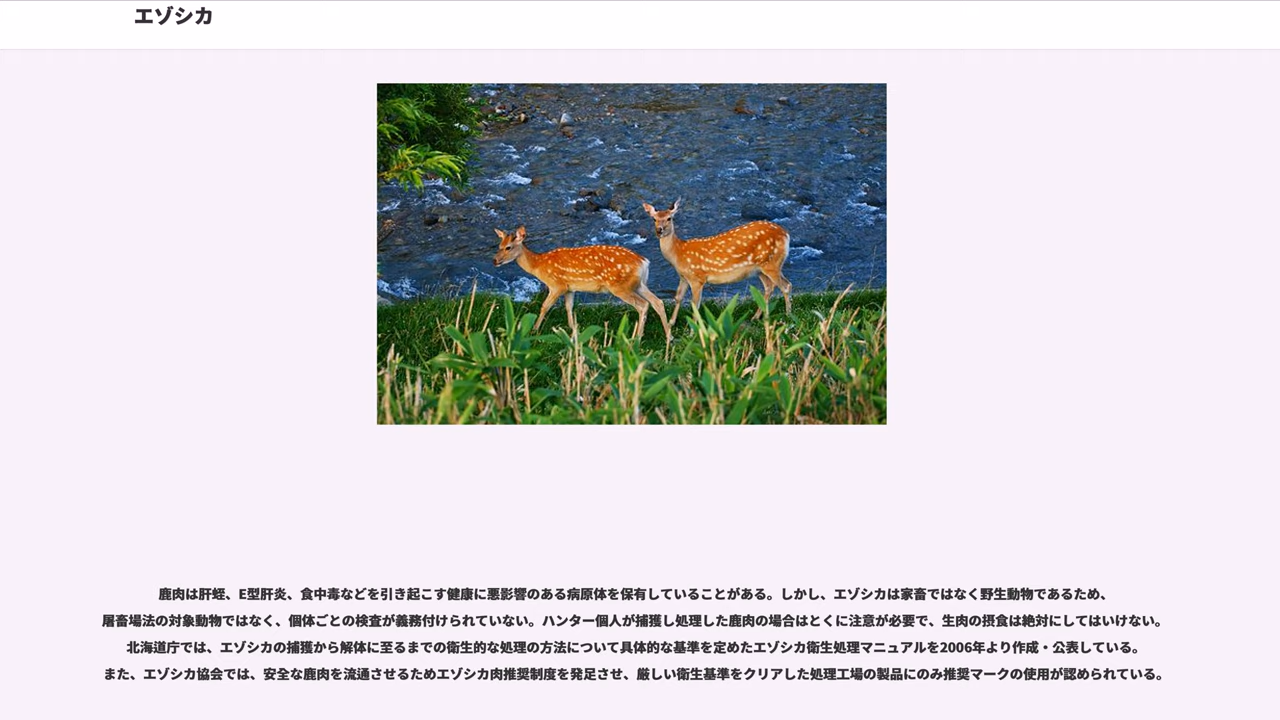 エゾシカ
鹿肉は肝蛭、E型肝炎、食中毒などを引き起こす健康に悪影響のある病原体を保有していることがある。しかし、エゾシカは家畜ではなく野生動物であるため、
屠畜場法の対象動物ではなく、個体ごとの検査が義務付けられていない。ハンター個人が捕獲し処理した鹿肉の場合はとくに注意が必要で、生肉の摂食は絶対にしてはいけない。
北海道庁では、エゾシカの捕獲から解体に至るまでの衛生的な処理の方法について具体的な基準を定めたエゾシカ衛生処理マニュアルを2006年より作成・公表している。
また、エゾシカ協会では、安全な鹿肉を流通させるためエゾシカ肉推奨制度を発足させ、厳しい衛生基準をクリアした処理工場の製品にのみ推奨マークの使用が認められている。